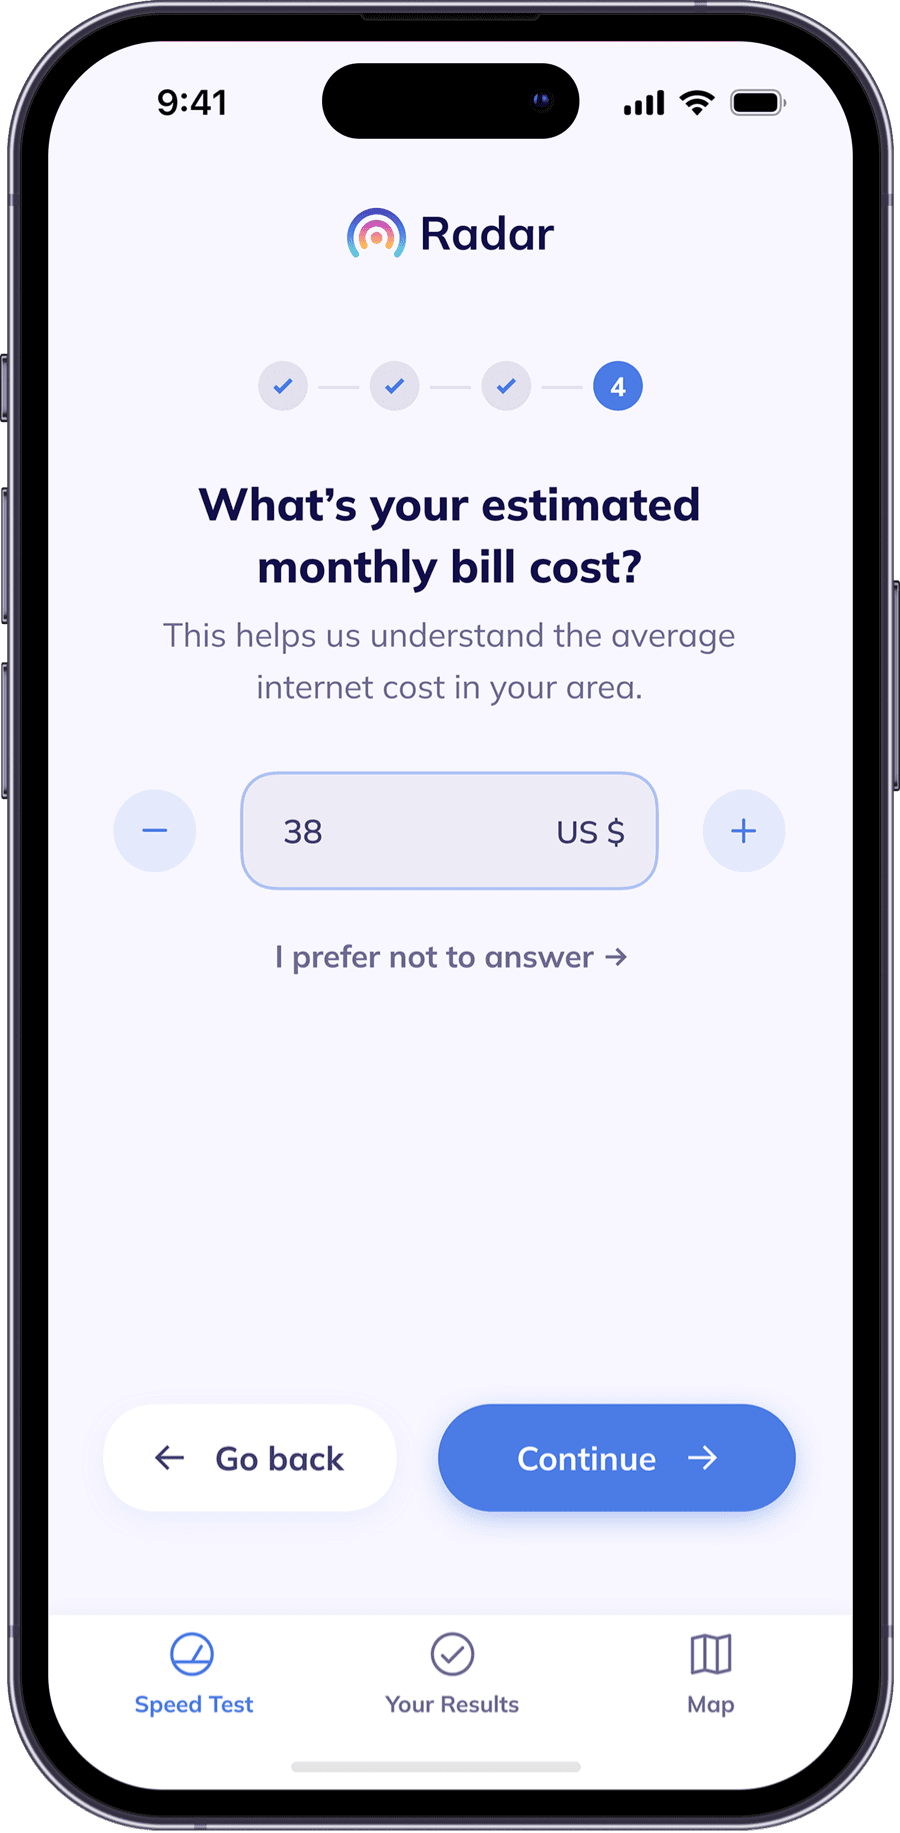 9:41
Radar
4
What's your estimated
monthly bill cost?
This helps us understand the average
internet cost in your area.
38 US $
I prefer not to answer →
← Go back
Continue →
Speed Test
Your Results
Map